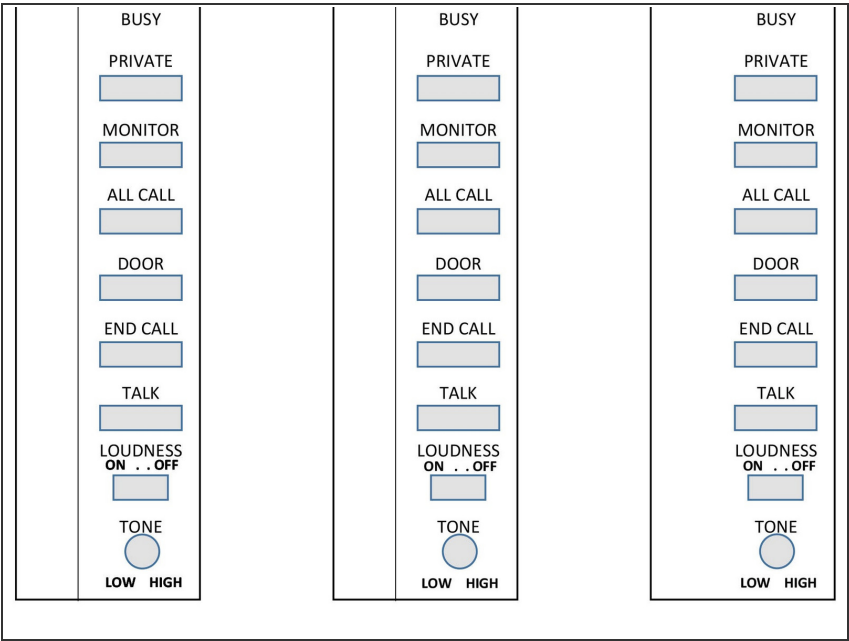 BUSY
PRIVATE
MONITOR
ALL CALL
DOOR
END CALL
TALK
LOUDNESS
ON . . OFF
TONE
LOW HIGH
BUSY
PRIVATE
MONITOR
ALL CALL
DOOR
END CALL
TALK
LOUDNESS
ON . . OFF
TONE
LOW HIGH
BUSY
PRIVATE
MONITOR
ALL CALL
DOOR
END CALL
TALK
LOUDNESS
ON . . OFF
TONE
LOW HIGH